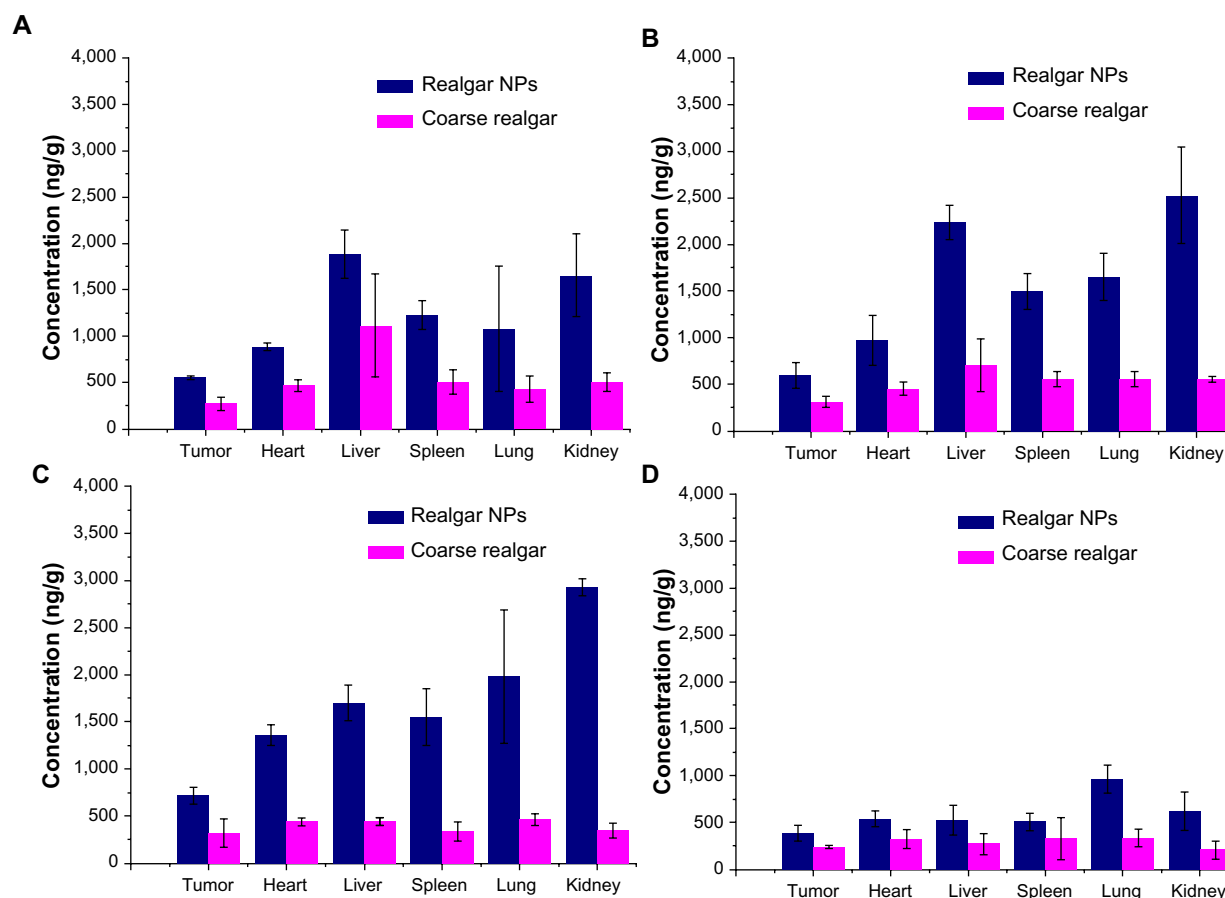 A
Concentration (ng/g)
4,000
3,500
3,000
2,500
2,000
1,500
1,000
500
0
Realgar NPs
Coarse realgar
Tumor Heart Liver Spleen Lung Kidney
B
Concentration (ng/g)
4,000
3,500
3,000
2,500
2,000
1,500
1,000
500
0
Realgar NPs
Coarse realgar
Tumor Heart Liver Spleen Lung Kidney
C
Concentration (ng/g)
4,000
3,500
3,000
2,500
2,000
1,500
1,000
500
0
Realgar NPs
Coarse realgar
Tumor Heart Liver Spleen Lung Kidney
D
Concentration (ng/g)
4,000
3,500
3,000
2,500
2,000
1,500
1,000
500
0
Realgar NPs
Coarse realgar
Tumor Heart Liver Spleen Lung Kidney